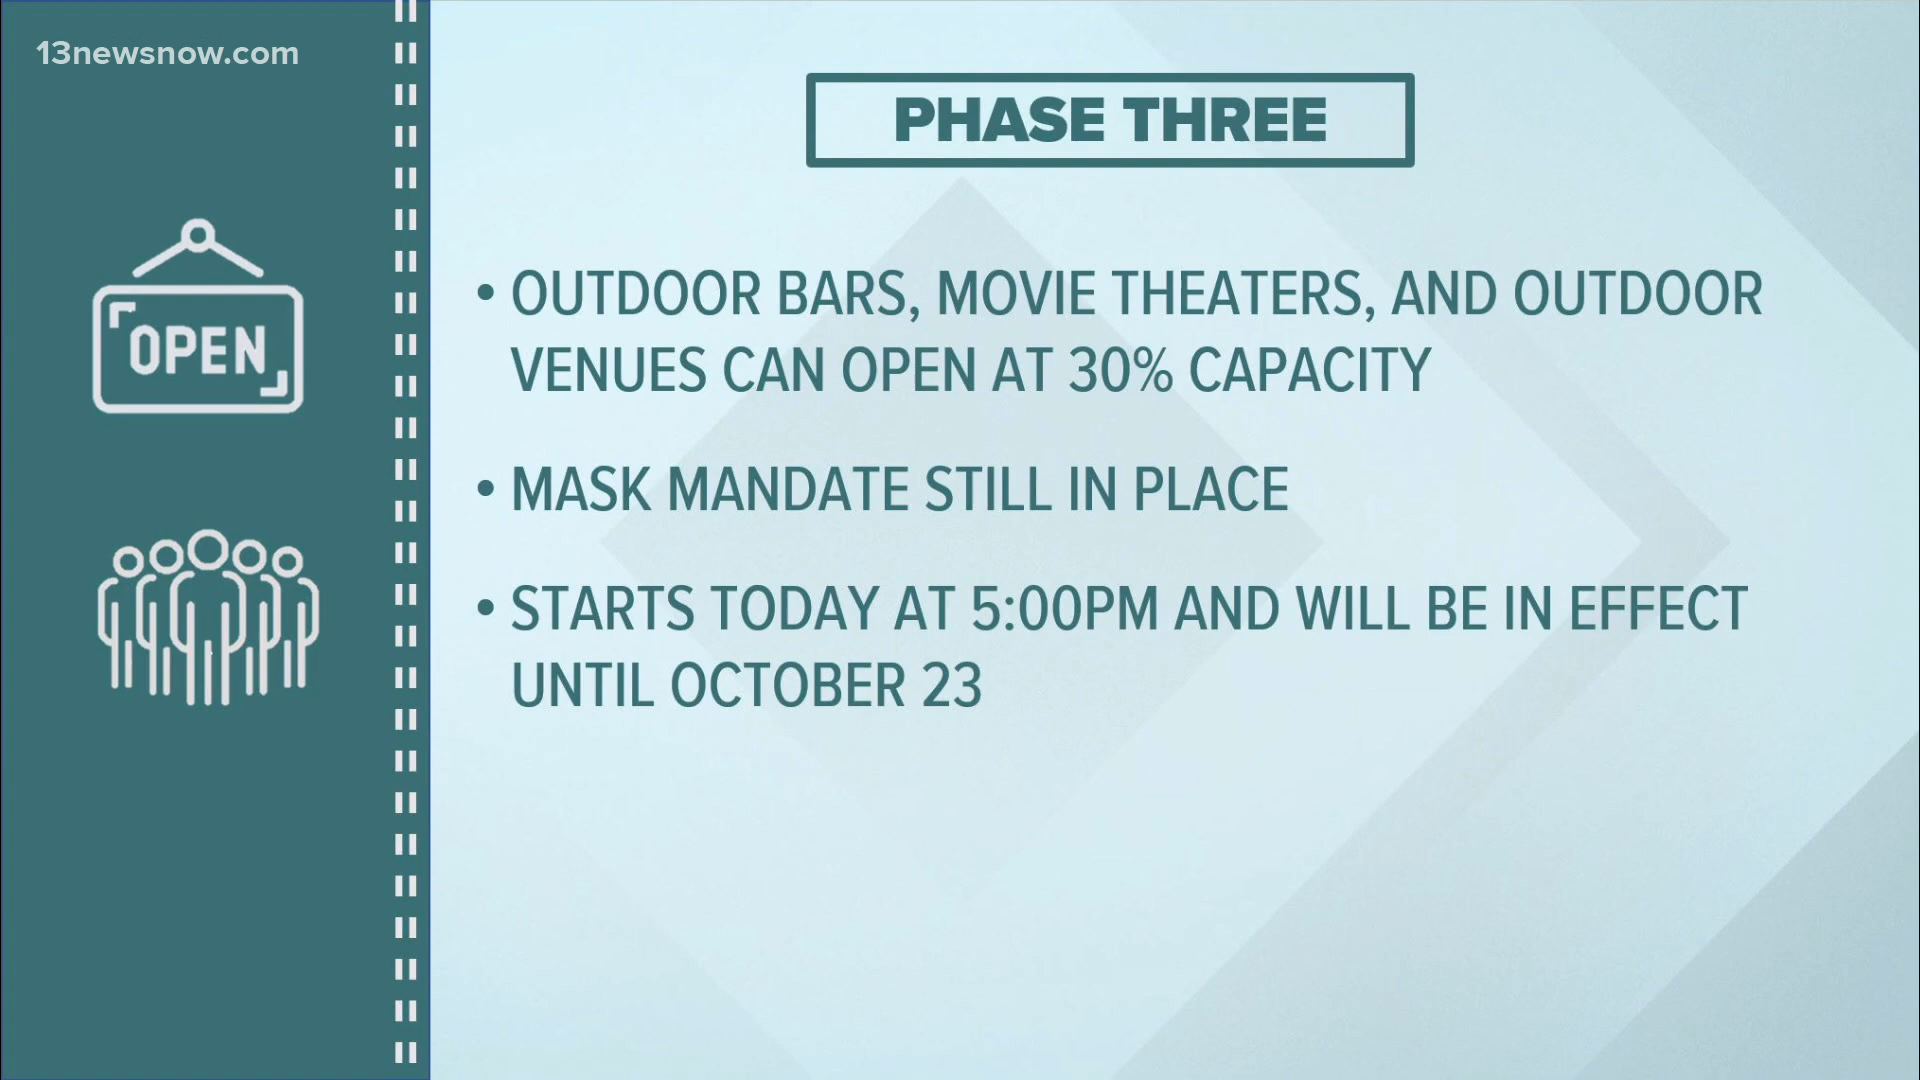 13newsnow.com
PHASE THREE
OPEN
• OUTDOOR BARS, MOVIE THEATERS, AND OUTDOOR
VENUES CAN OPEN AT 30% CAPACITY
• MASK MANDATE STILL IN PLACE
• STARTS TODAY AT 5:00PM AND WILL BE IN EFFECT
UNTIL OCTOBER 23